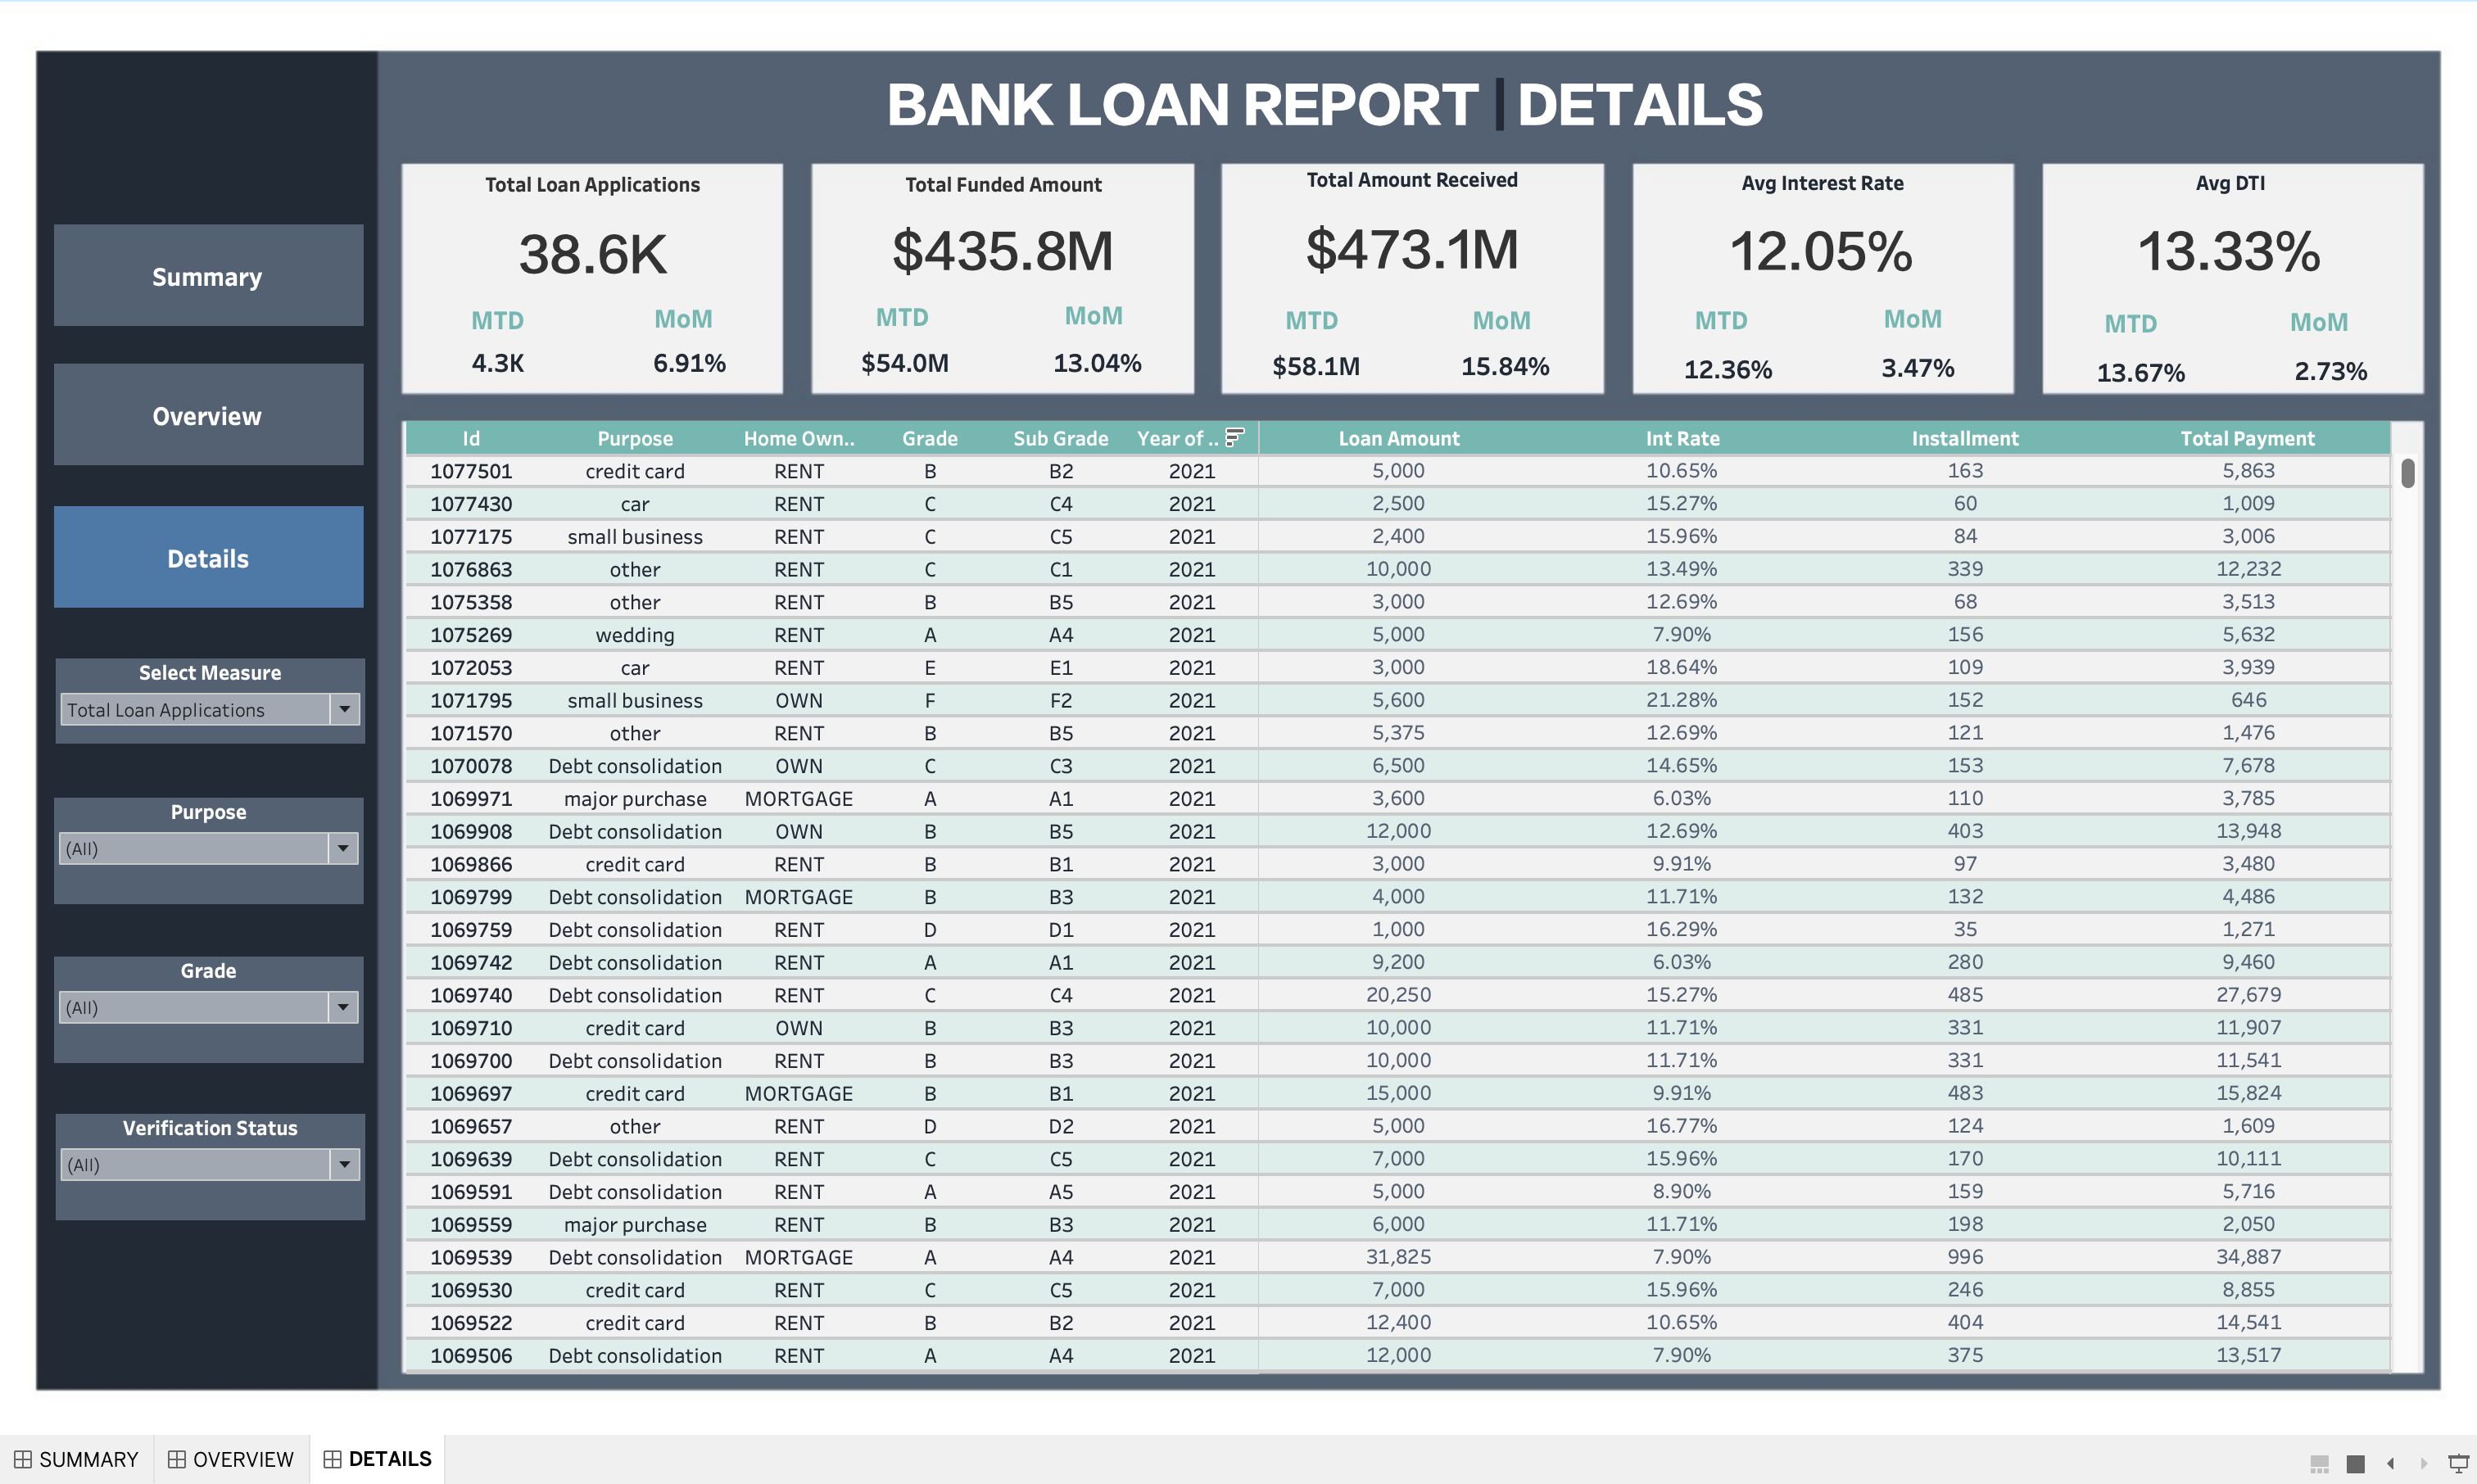 BANK LOAN REPORT | DETAILS
Summary
Overview
Details
Select Measure
Total Loan Applications
Purpose
(All)
Grade
(All)
Verification Status
(All)
Total Loan Applications
38.6K
MTD MoM
4.3K 6.91%
Total Funded Amount
$435.8M
MTD MoM
$54.0M 13.04%
Total Amount Received
$473.1M
MTD MoM
$58.1M 15.84%
Avg Interest Rate
12.05%
MTD MoM
12.36% 3.47%
Avg DTI
13.33%
MTD MoM
13.67% 2.73%
Id Purpose Home Own.. Grade Sub Grade Year of .. Loan Amount Int Rate Installment Total Payment
1077501 credit card RENT B B2 2021 5,000 10.65% 163 5,863
1077430 car RENT C C4 2021 2,500 15.27% 60 1,009
1077175 small business RENT C C5 2021 2,400 15.96% 84 3,006
1076863 other RENT C C1 2021 10,000 13.49% 339 12,232
1075358 other RENT B B5 2021 3,000 12.69% 68 3,513
1075269 wedding RENT A A4 2021 5,000 7.90% 156 5,632
1072053 car RENT E E1 2021 3,000 18.64% 109 3,939
1071795 small business OWN F F2 2021 5,600 21.28% 152 646
1071570 other RENT B B5 2021 5,375 12.69% 121 1,476
1070078 Debt consolidation OWN C C3 2021 6,500 14.65% 153 7,678
1069971 major purchase MORTGAGE A A1 2021 3,600 6.03% 110 3,785
1069908 Debt consolidation OWN B B5 2021 12,000 12.69% 403 13,948
1069866 credit card RENT B B1 2021 3,000 9.91% 97 3,480
1069799 Debt consolidation MORTGAGE B B3 2021 4,000 11.71% 132 4,486
1069759 Debt consolidation RENT D D1 2021 1,000 16.29% 35 1,271
1069742 Debt consolidation RENT A A1 2021 9,200 6.03% 280 9,460
1069740 Debt consolidation RENT C C4 2021 20,250 15.27% 485 27,679
1069710 credit card OWN B B3 2021 10,000 11.71% 331 11,907
1069700 Debt consolidation RENT B B3 2021 10,000 11.71% 331 11,541
1069697 credit card MORTGAGE B B1 2021 15,000 9.91% 483 15,824
1069657 other RENT D D2 2021 5,000 16.77% 124 1,609
1069639 Debt consolidation RENT C C5 2021 7,000 15.96% 170 10,111
1069591 Debt consolidation RENT A A5 2021 5,000 8.90% 159 5,716
1069559 major purchase RENT B B3 2021 6,000 11.71% 198 2,050
1069539 Debt consolidation MORTGAGE A A4 2021 31,825 7.90% 996 34,887
1069530 credit card RENT C C5 2021 7,000 15.96% 246 8,855
1069522 credit card RENT B B2 2021 12,400 10.65% 404 14,541
1069506 Debt consolidation RENT A A4 2021 12,000 7.90% 375 13,517
SUMMARY OVERVIEW DETAILS